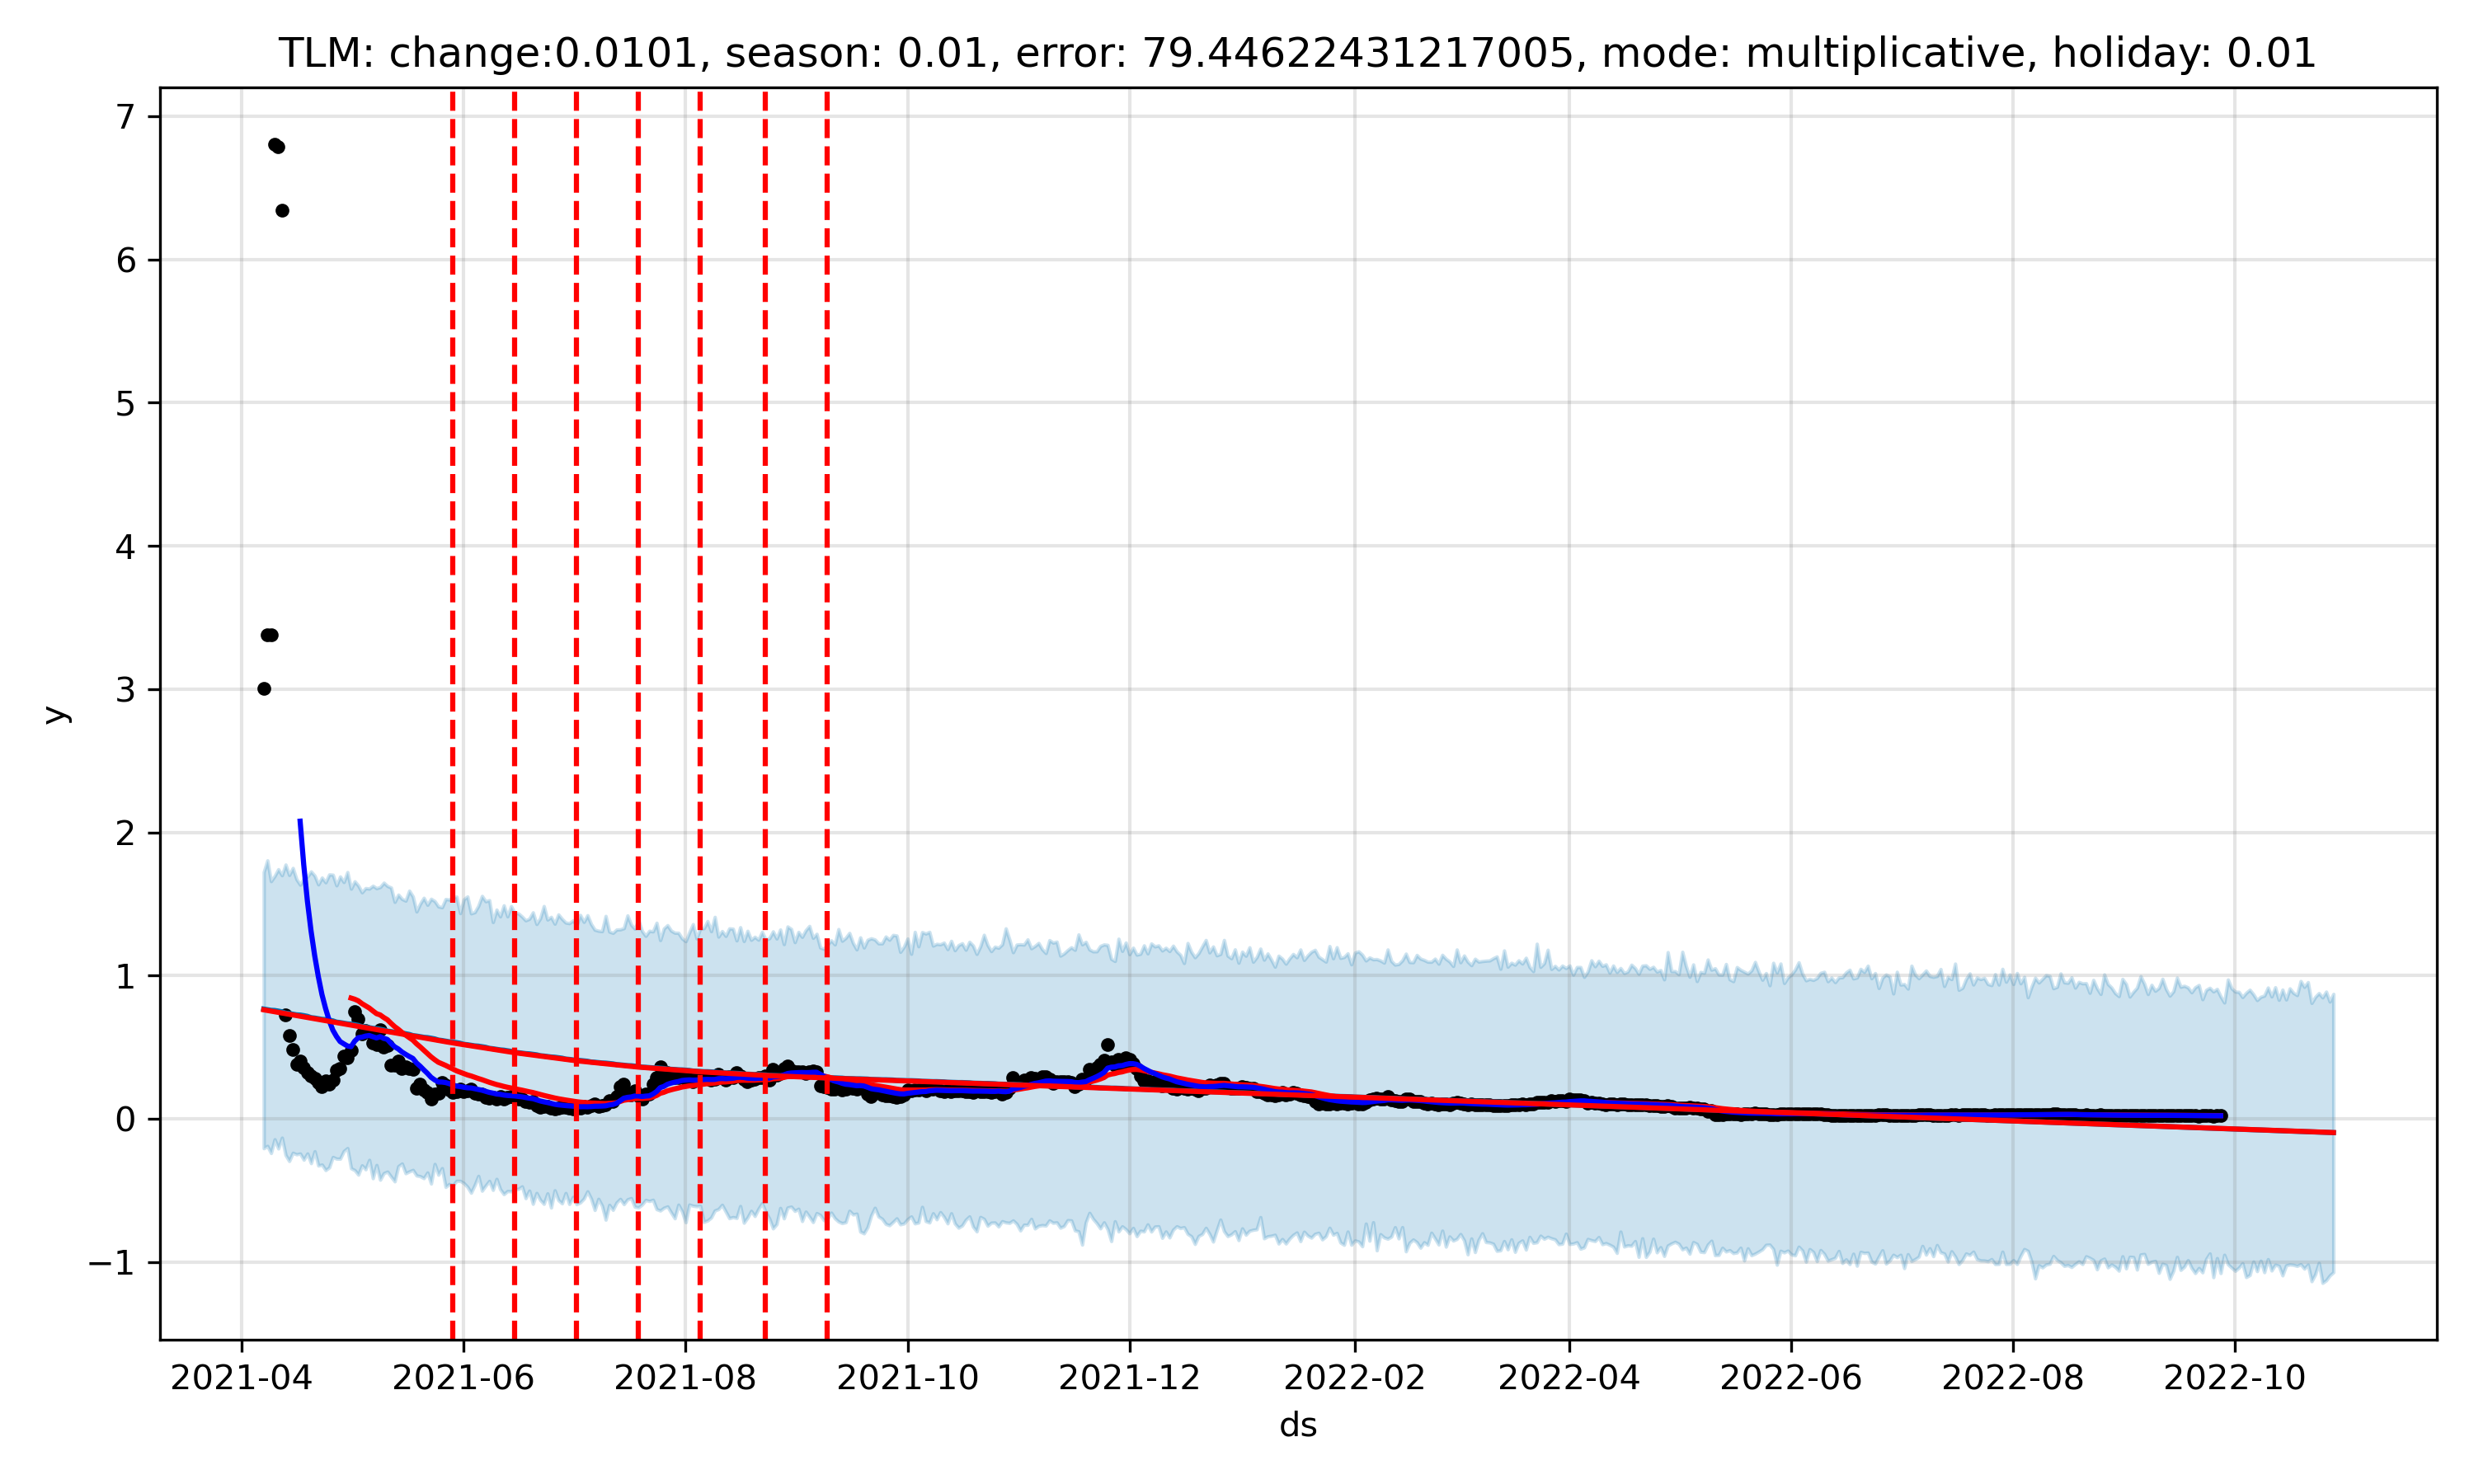 TLM: change:0.0101, season: 0.01, error: 79.44622431217005, mode: multiplicative, holiday: 0.01
7
6
5
4
3
2
1
0
−1
y
2021-04 2021-06 2021-08 2021-10 2021-12 2022-02 2022-04 2022-06 2022-08 2022-10
ds